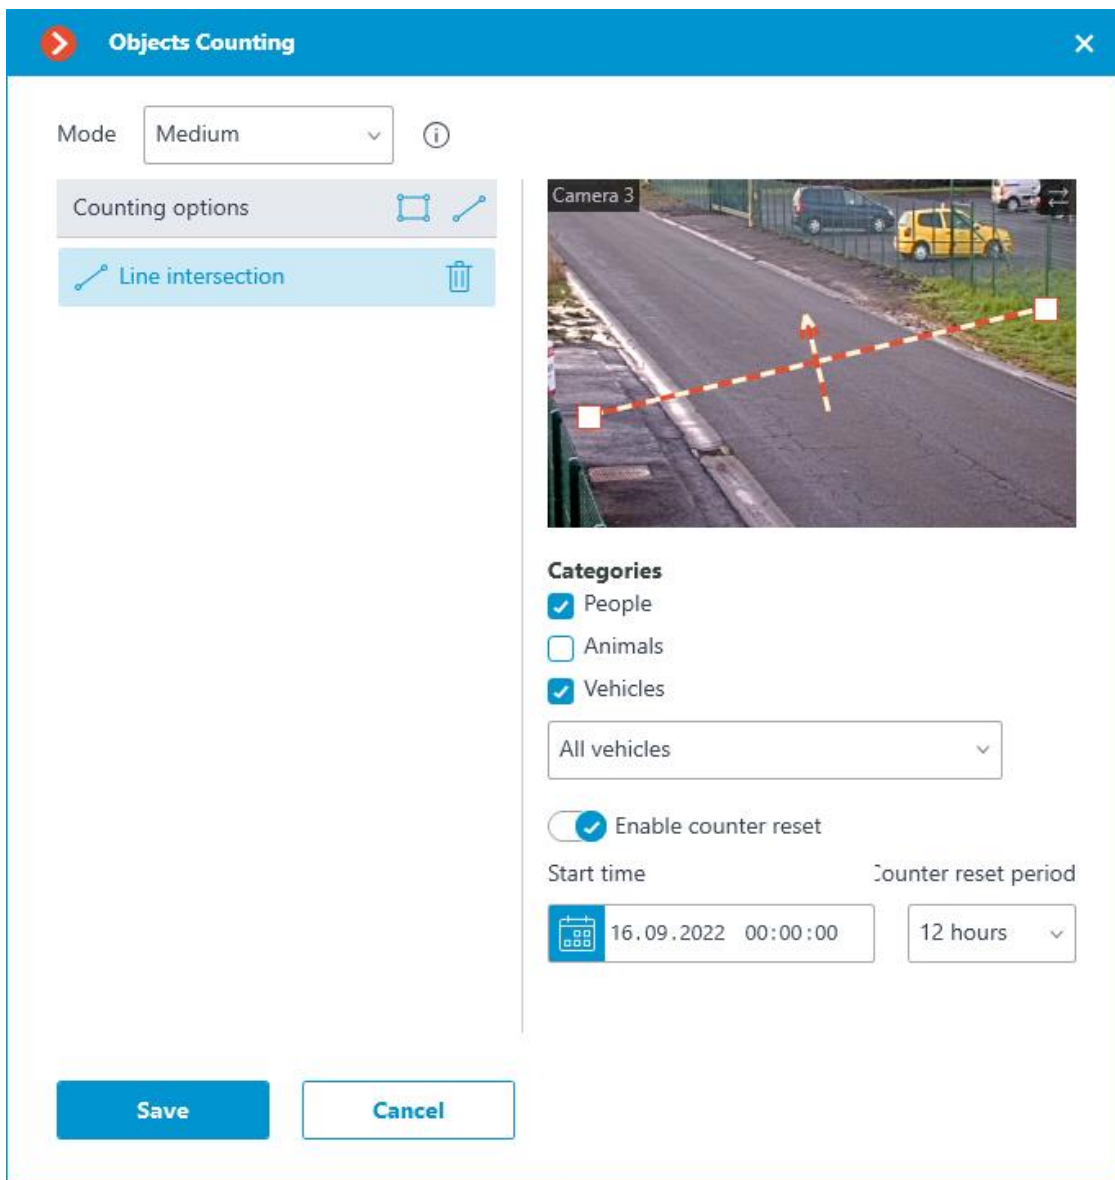 Objects Counting
Mode
Medium
Counting options
Line intersection
Camera 3
Categories
People
Animals
Vehicles
All vehicles
Enable counter reset
Start time
Counter reset period
16.09.2022 00:00:00
12 hours
Save
Cancel